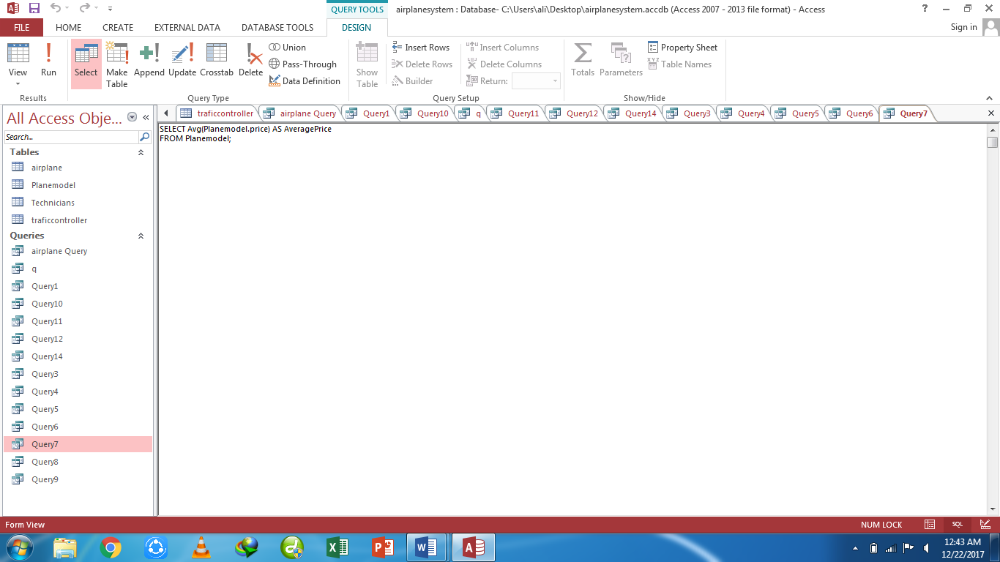 QUERY TOOLS
airplanesystem : Database- C:\Users\ali\Desktop\airplanesystem.accdb (Access 2007 - 2013 file format) - Access
FILE HOME CREATE EXTERNAL DATA DATABASE TOOLS DESIGN
Sign in
View
Run
Results
Select
Make Table
Append
Update
Crosstab
Delete
Union
Pass-Through
Data Definition
Query Type
Show Table
Insert Rows
Delete Rows
Builder
Insert Columns
Delete Columns
Return:
Query Setup
Totals
Parameters
Property Sheet
Table Names
Show/Hide
All Access Obje...
Search...
Tables
airplane
Planemodel
Technicians
traficcontroller
Queries
airplane Query
q
Query1
Query10
Query11
Query12
Query14
Query3
Query4
Query5
Query6
Query7
Query8
Query9
traficcontroller airplane Query Query1 Query10 q Query11 Query12 Query14 Query3 Query4 Query5 Query6 Query7
SELECT Avg(Planemodel.price) AS AveragePrice
FROM Planemodel;
Form View
NUM LOCK
SQL
12:43 AM
12/22/2017